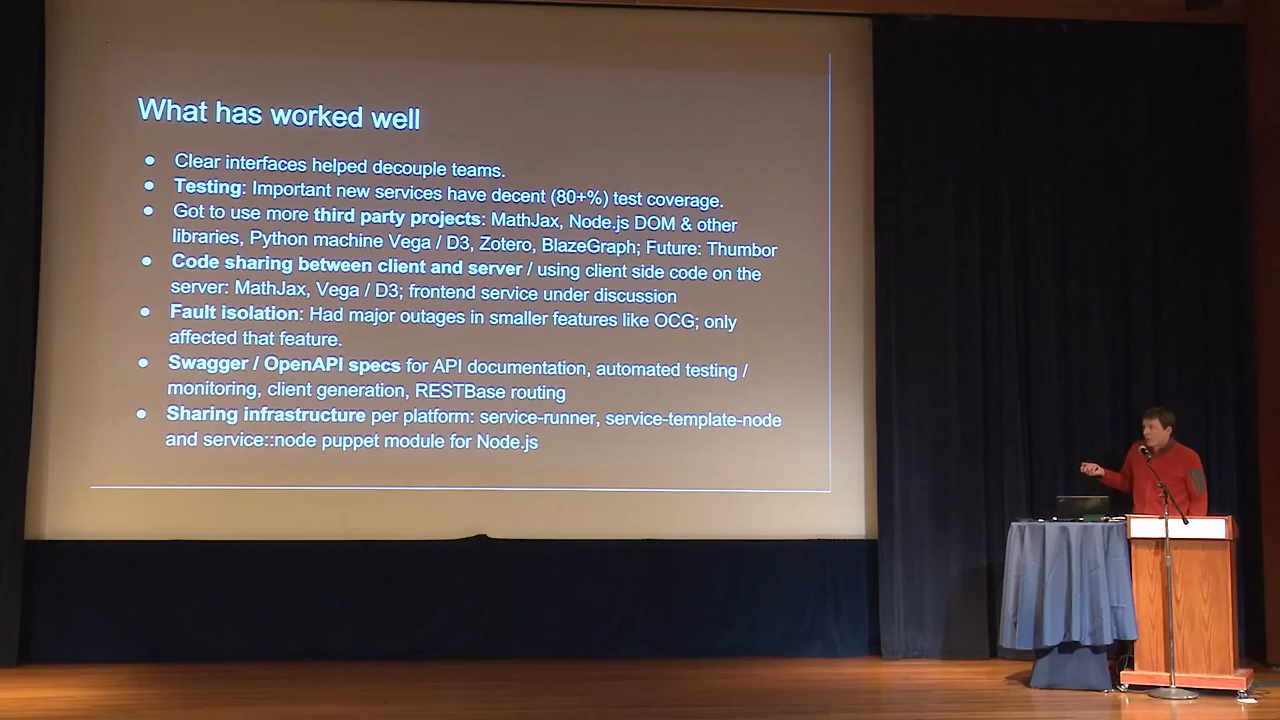 What has worked well
● Clear interfaces helped decouple teams.
● Testing: Important new services have decent (80+%) test coverage.
● Got to use more third party projects: MathJax, Node.js DOM & other
libraries, Python machine Vega / D3, Zotero, BlazeGraph; Future: Thumbor
● Code sharing between client and server / using client side code on the
server: MathJax, Vega / D3; frontend service under discussion
● Fault isolation: Had major outages in smaller features like OCG; only
affected that feature.
● Swagger / OpenAPI specs for API documentation, automated testing /
monitoring, client generation, RESTBase routing
● Sharing infrastructure per platform: service-runner, service-template-node
and service::node puppet module for Node.js